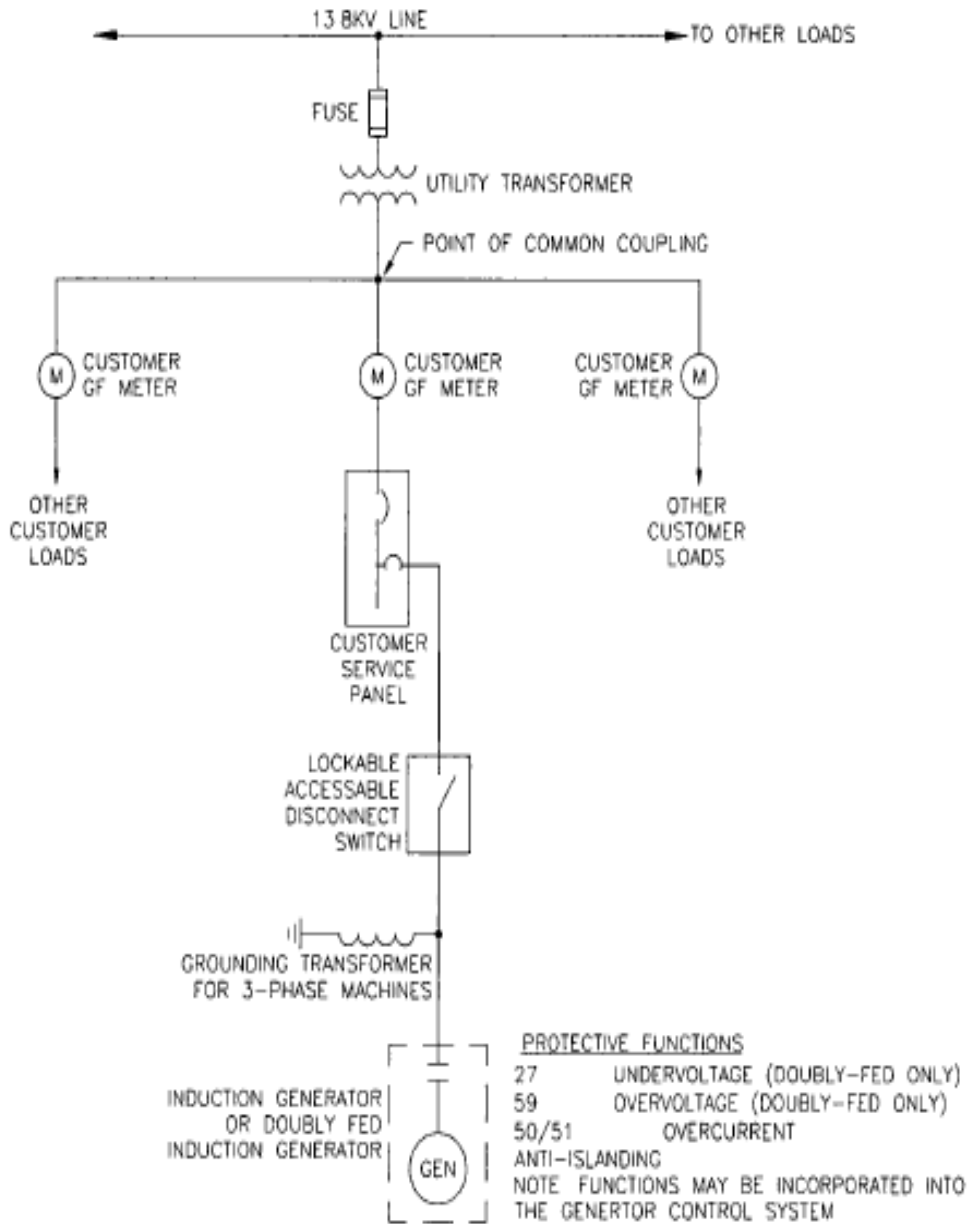 13 8KV LINE
TO OTHER LOADS
FUSE
UTILITY TRANSFORMER
POINT OF COMMON COUPLING
CUSTOMER
GF METER
M
CUSTOMER
GF METER
M
CUSTOMER
GF METER
M
OTHER
CUSTOMER
LOADS
OTHER
CUSTOMER
LOADS
CUSTOMER
SERVICE
PANEL
LOCKABLE
ACCESSABLE
DISCONNECT
SWITCH
GROUNDING TRANSFORMER
FOR 3-PHASE MACHINES
INDUCTION GENERATOR
OR DOUBLY FED
INDUCTION GENERATOR
GEN
PROTECTIVE FUNCTIONS
27 UNDERVOLTAGE (DOUBLY-FED ONLY)
59 OVERVOLTAGE (DOUBLY-FED ONLY)
50/51 OVERCURRENT
ANTI-ISLANDING
NOTE FUNCTIONS MAY BE INCORPORATED INTO
THE GENERTOR CONTROL SYSTEM